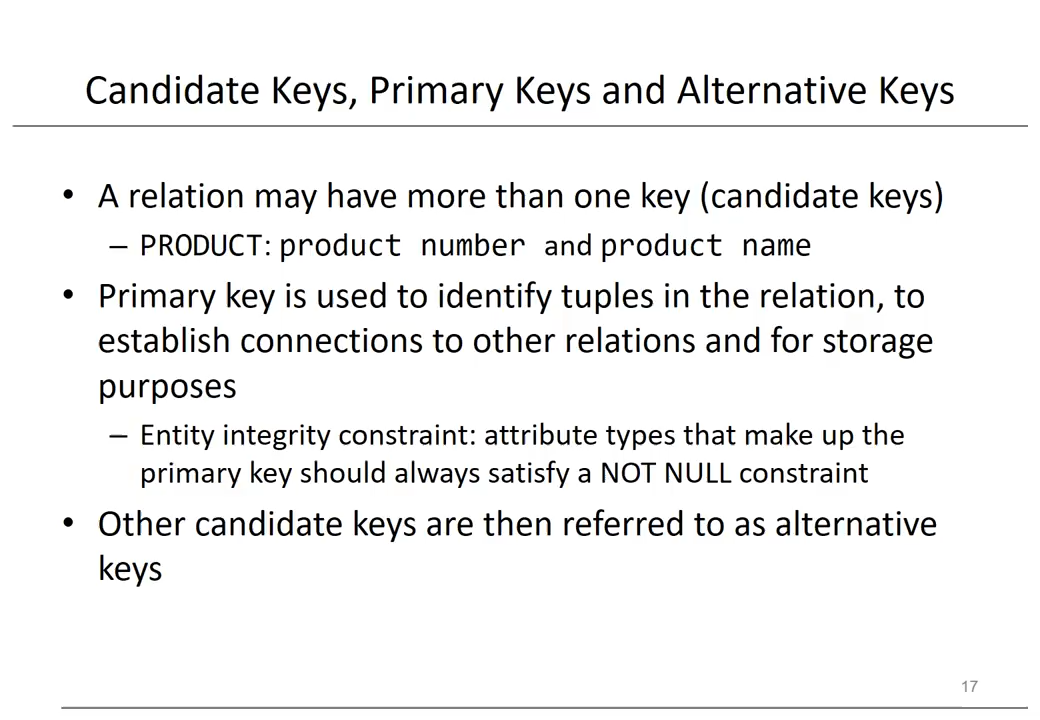 Candidate Keys, Primary Keys and Alternative Keys
• A relation may have more than one key (candidate keys)
– PRODUCT: product number and product name
• Primary key is used to identify tuples in the relation, to
establish connections to other relations and for storage
purposes
– Entity integrity constraint: attribute types that make up the
primary key should always satisfy a NOT NULL constraint
• Other candidate keys are then referred to as alternative
keys
17